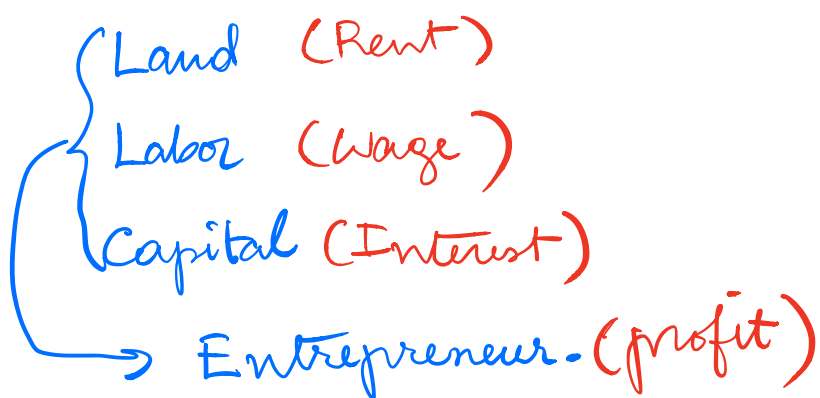 Land (Rent)
Labor (Wage)
Capital (Interest)
Entrepreneur. (profit)